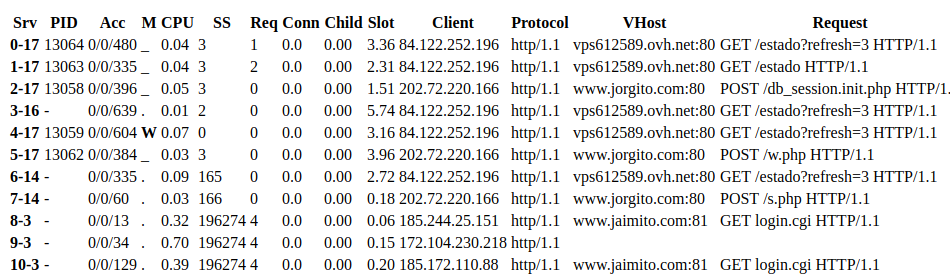 Srv PID Acc M CPU SS Req Conn Child Slot Client Protocol VHost Request
0-17 13064 0/0/480 _ 0.04 3 1 0.0 0.00 3.36 84.122.252.196 http/1.1 vps612589.ovh.net:80 GET /estado?refresh=3 HTTP/1.1
1-17 13063 0/0/335 _ 0.04 3 2 0.0 0.00 2.31 84.122.252.196 http/1.1 vps612589.ovh.net:80 GET /estado HTTP/1.1
2-17 13058 0/0/396 _ 0.05 3 0 0.0 0.00 1.51 202.72.220.166 http/1.1 www.jorgito.com:80 POST /db_session.init.php HTTP/1.
3-16 - 0/0/639 . 0.01 2 0 0.0 0.00 5.74 84.122.252.196 http/1.1 vps612589.ovh.net:80 GET /estado?refresh=3 HTTP/1.1
4-17 13059 0/0/604 W 0.07 0 0 0.0 0.00 3.16 84.122.252.196 http/1.1 vps612589.ovh.net:80 GET /estado?refresh=3 HTTP/1.1
5-17 13062 0/0/384 _ 0.03 3 0 0.0 0.00 3.96 202.72.220.166 http/1.1 www.jorgito.com:80 POST /w.php HTTP/1.1
6-14 - 0/0/335 . 0.09 165 0 0.0 0.00 2.72 84.122.252.196 http/1.1 vps612589.ovh.net:80 GET /estado?refresh=3 HTTP/1.1
7-14 - 0/0/60 . 0.03 166 0 0.0 0.00 0.18 202.72.220.166 http/1.1 www.jorgito.com:80 POST /s.php HTTP/1.1
8-3 - 0/0/13 . 0.32 196274 4 0.0 0.00 0.06 185.244.25.151 http/1.1 www.jaimito.com:81 GET login.cgi HTTP/1.1
9-3 - 0/0/34 . 0.70 196274 4 0.0 0.00 0.15 172.104.230.218 http/1.1
10-3 - 0/0/129 . 0.39 196274 4 0.0 0.00 0.20 185.172.110.88 http/1.1 www.jaimito.com:81 GET login.cgi HTTP/1.1